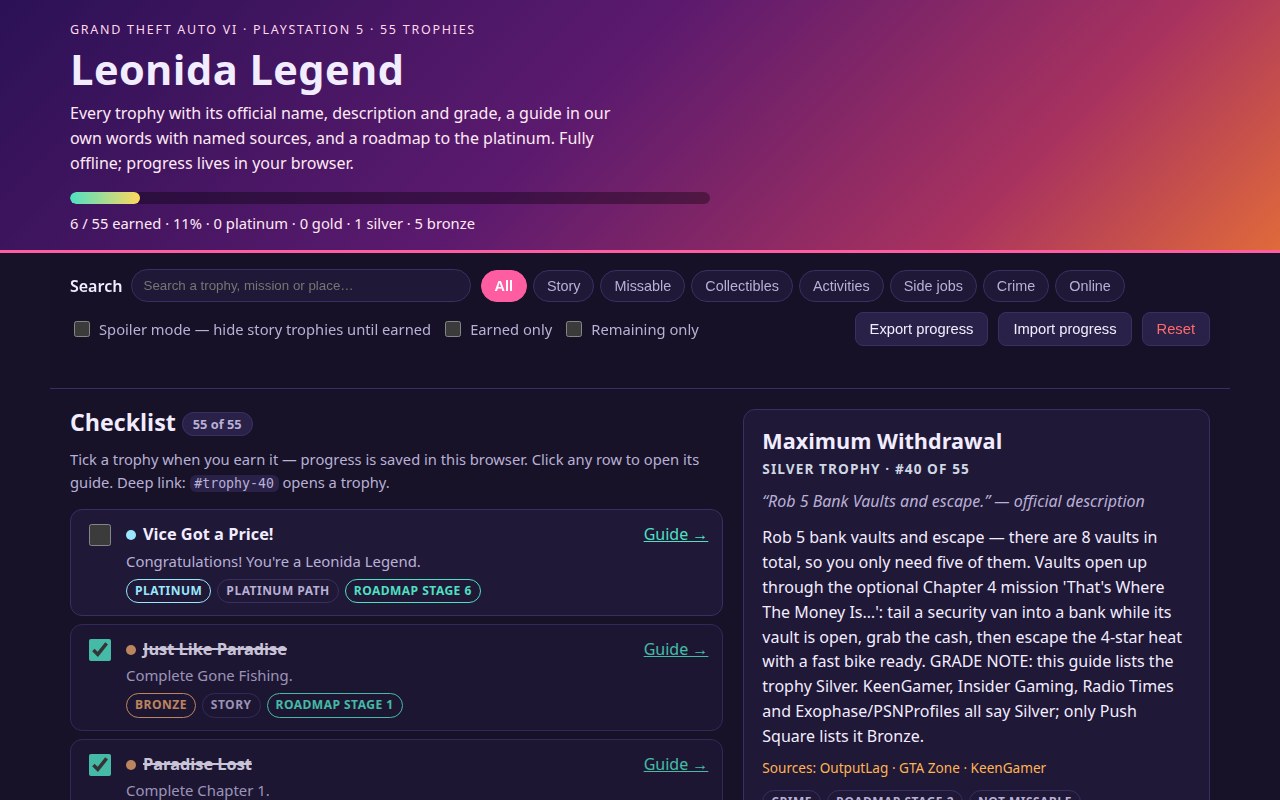 GRAND THEFT AUTO VI · PLAYSTATION 5 · 55 TROPHIES
Leonida Legend
Every trophy with its official name, description and grade, a guide in our
own words with named sources, and a roadmap to the platinum. Fully
offline; progress lives in your browser.
6 / 55 earned · 11% · 0 platinum · 0 gold · 1 silver · 5 bronze
Search Search a trophy, mission or place… All Story Missable Collectibles Activities Side jobs Crime Online
Spoiler mode — hide story trophies until earned Earned only Remaining only Export progress Import progress Reset
Checklist 55 of 55
Tick a trophy when you earn it — progress is saved in this browser. Click any row to open its
guide. Deep link: #trophy-40 opens a trophy.
Vice Got a Price! Guide →
Congratulations! You're a Leonida Legend.
PLATINUM PLATINUM PATH ROADMAP STAGE 6
Just Like Paradise Guide →
Complete Gone Fishing.
BRONZE STORY ROADMAP STAGE 1
Paradise Lost Guide →
Complete Chapter 1.
Maximum Withdrawal
SILVER TROPHY · #40 OF 55
“Rob 5 Bank Vaults and escape.” — official description
Rob 5 bank vaults and escape — there are 8 vaults in
total, so you only need five of them. Vaults open up
through the optional Chapter 4 mission 'That's Where
The Money Is...': tail a security van into a bank while its
vault is open, grab the cash, then escape the 4-star heat
with a fast bike ready. GRADE NOTE: this guide lists the
trophy Silver. KeenGamer, Insider Gaming, Radio Times
and Exophase/PSNProfiles all say Silver; only Push
Square lists it Bronze.
Sources: OutputLag · GTA Zone · KeenGamer
CRIME ROADMAP STAGE 2 NOT MISSABLE